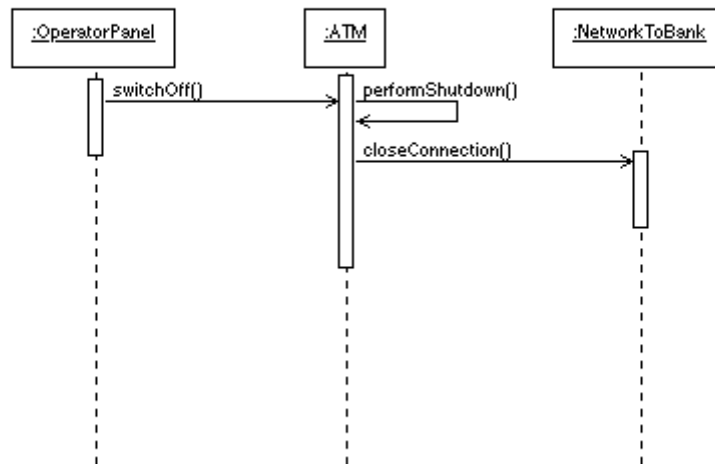 :OperatorPanel
:ATM
:NetworkToBank
switchOff()
performShutdown()
closeConnection()